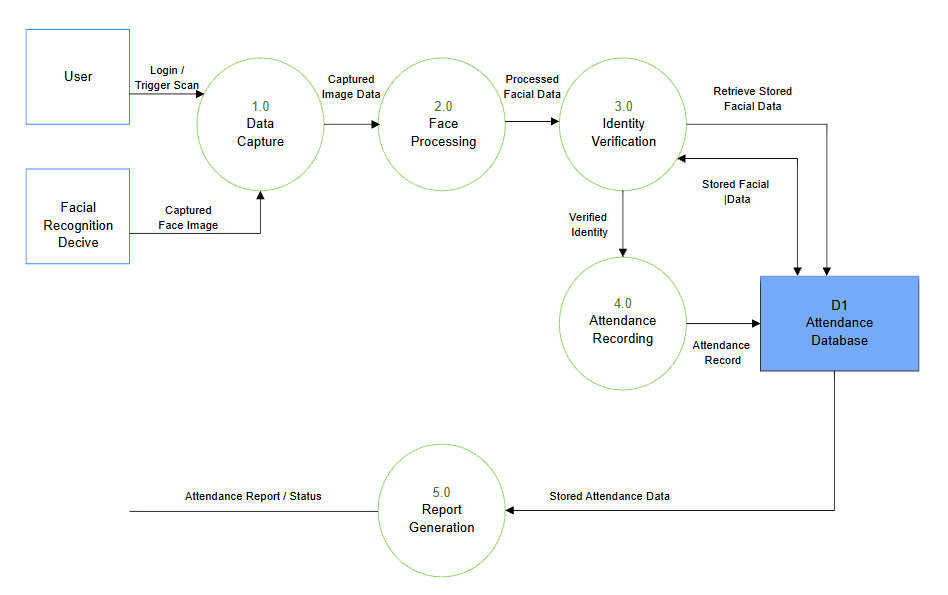 User
Login /
Trigger Scan
1.0
Data
Capture
Captured
Image Data
2.0
Face
Processing
Processed
Facial Data
3.0
Identity
Verification
Retrieve Stored
Facial Data
Facial
Recognition
Decive
Captured
Face Image
Stored Facial
|Data
Verified
Identity
4.0
Attendance
Recording
Attendance
Record
D1
Attendance
Database
Attendance Report / Status
5.0
Report
Generation
Stored Attendance Data